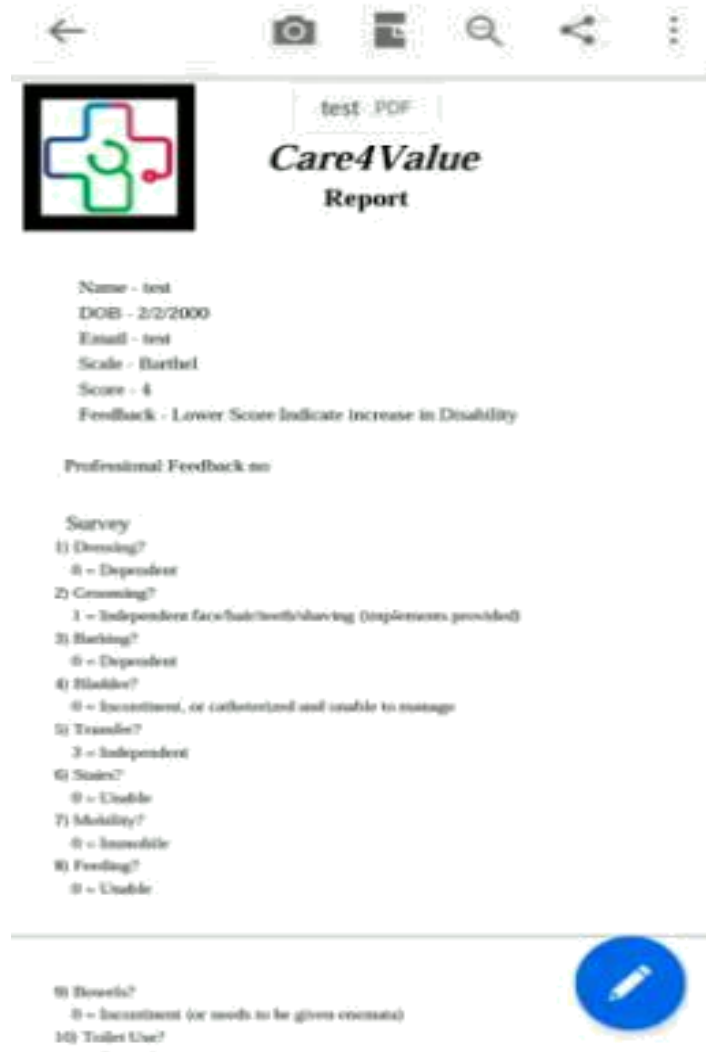 test PDF
Care4Value
Report
Name - test
DOB - 2/2/2000
Email - test
Scale - Barthel
Score - 4
Feedback - Lower Score Indicate increase in Disability
Professional Feedback no
Survey
1) Dressing?
0 = Dependent
2) Grooming?
1 = Independent face/hair/teeth/shaving (implements provided)
3) Bathing?
0 = Dependent
4) Bladder?
0 = Incontinent, or catheterized and unable to manage
5) Transfer?
3 = Independent
6) Stairs?
0 = Unable
7) Mobility?
0 = Immobile
8) Feeding?
0 = Unable
9) Bowels?
0 = Incontinent (or needs to be given enemata)
10) Toilet Use?